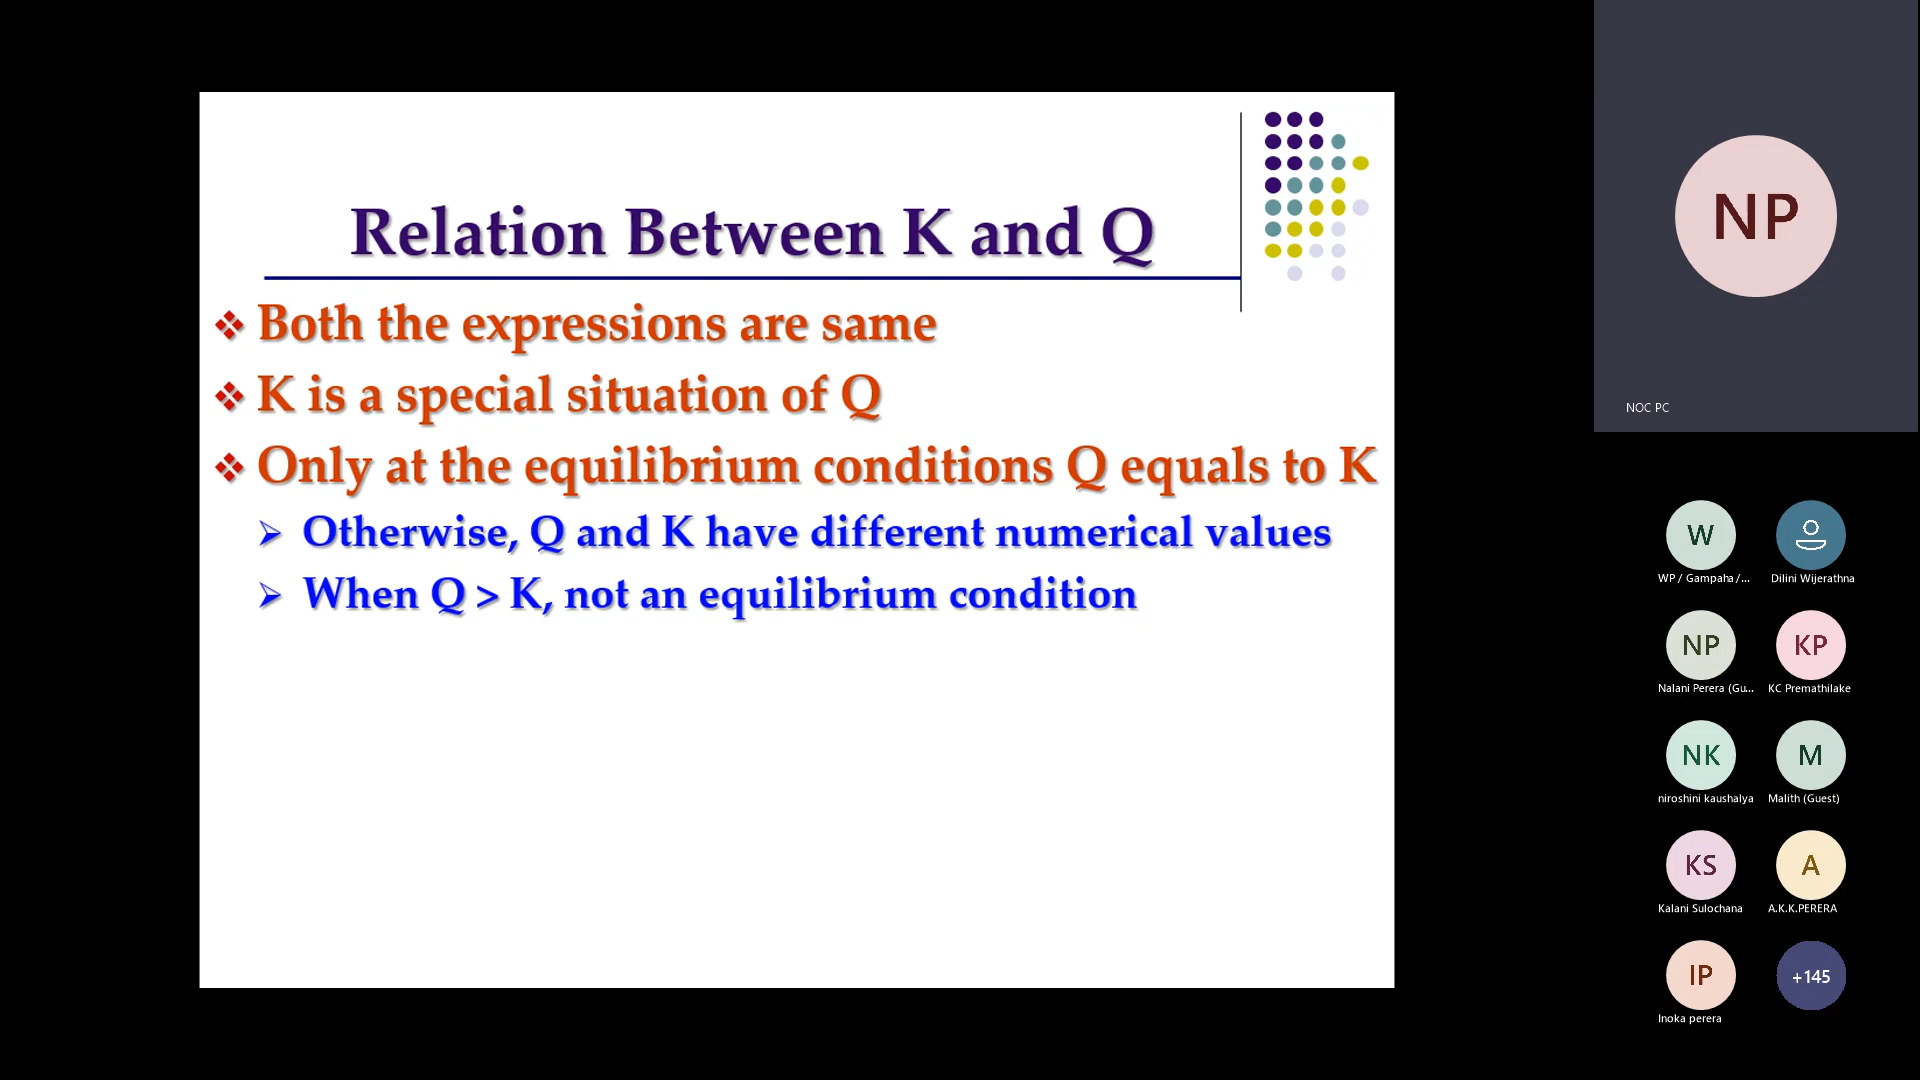 Relation Between K and Q
Both the expressions are same
K is a special situation of Q
Only at the equilibrium conditions Q equals to K
Otherwise, Q and K have different numerical values
When Q > K, not an equilibrium condition
NP
NOC PC
W
WP / Gampaha /...
Dilini Wijerathna
NP
KP
Nalani Perera (Gu...
KC Premathilake
NK
M
niroshini kaushalya
Malith (Guest)
KS
A
Kalani Sulochana
A.K.K.PERERA
IP
+145
Inoka perera